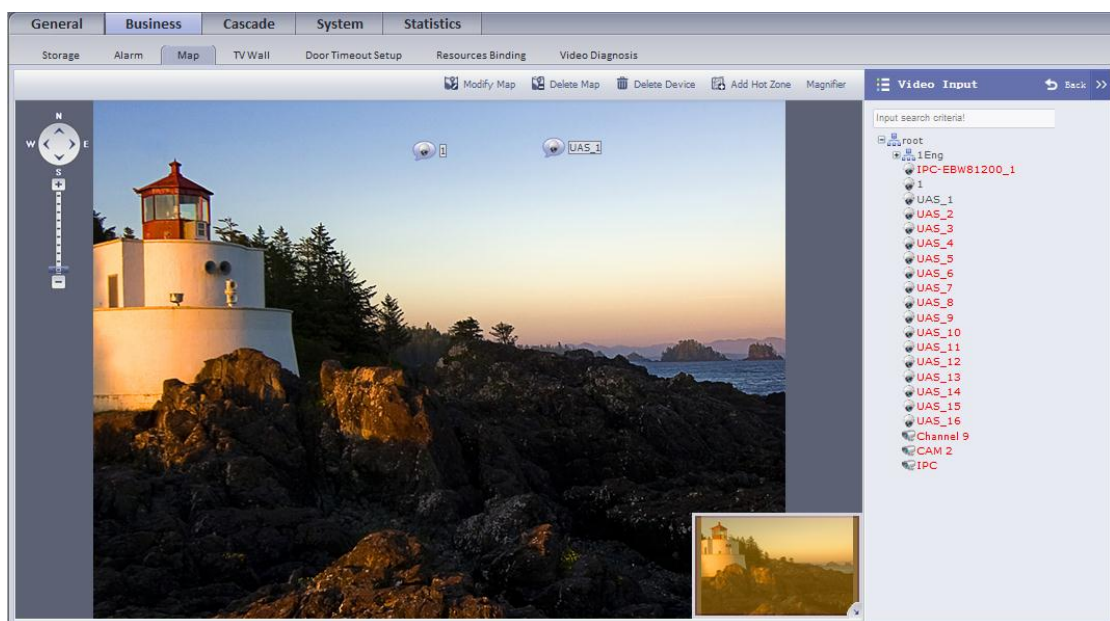 General Business Cascade System Statistics
Storage Alarm Map TV Wall Door Timeout Setup Resources Binding Video Diagnosis
Modify Map Delete Map Delete Device Add Hot Zone Magnifier
Video Input Back
N
W E
S
1
UAS_1
Input search criteria!
root
1Eng
IPC-EBW81200_1
1
UAS_1
UAS_2
UAS_3
UAS_4
UAS_5
UAS_6
UAS_7
UAS_8
UAS_9
UAS_10
UAS_11
UAS_12
UAS_13
UAS_14
UAS_15
UAS_16
Channel 9
CAM 2
IPC